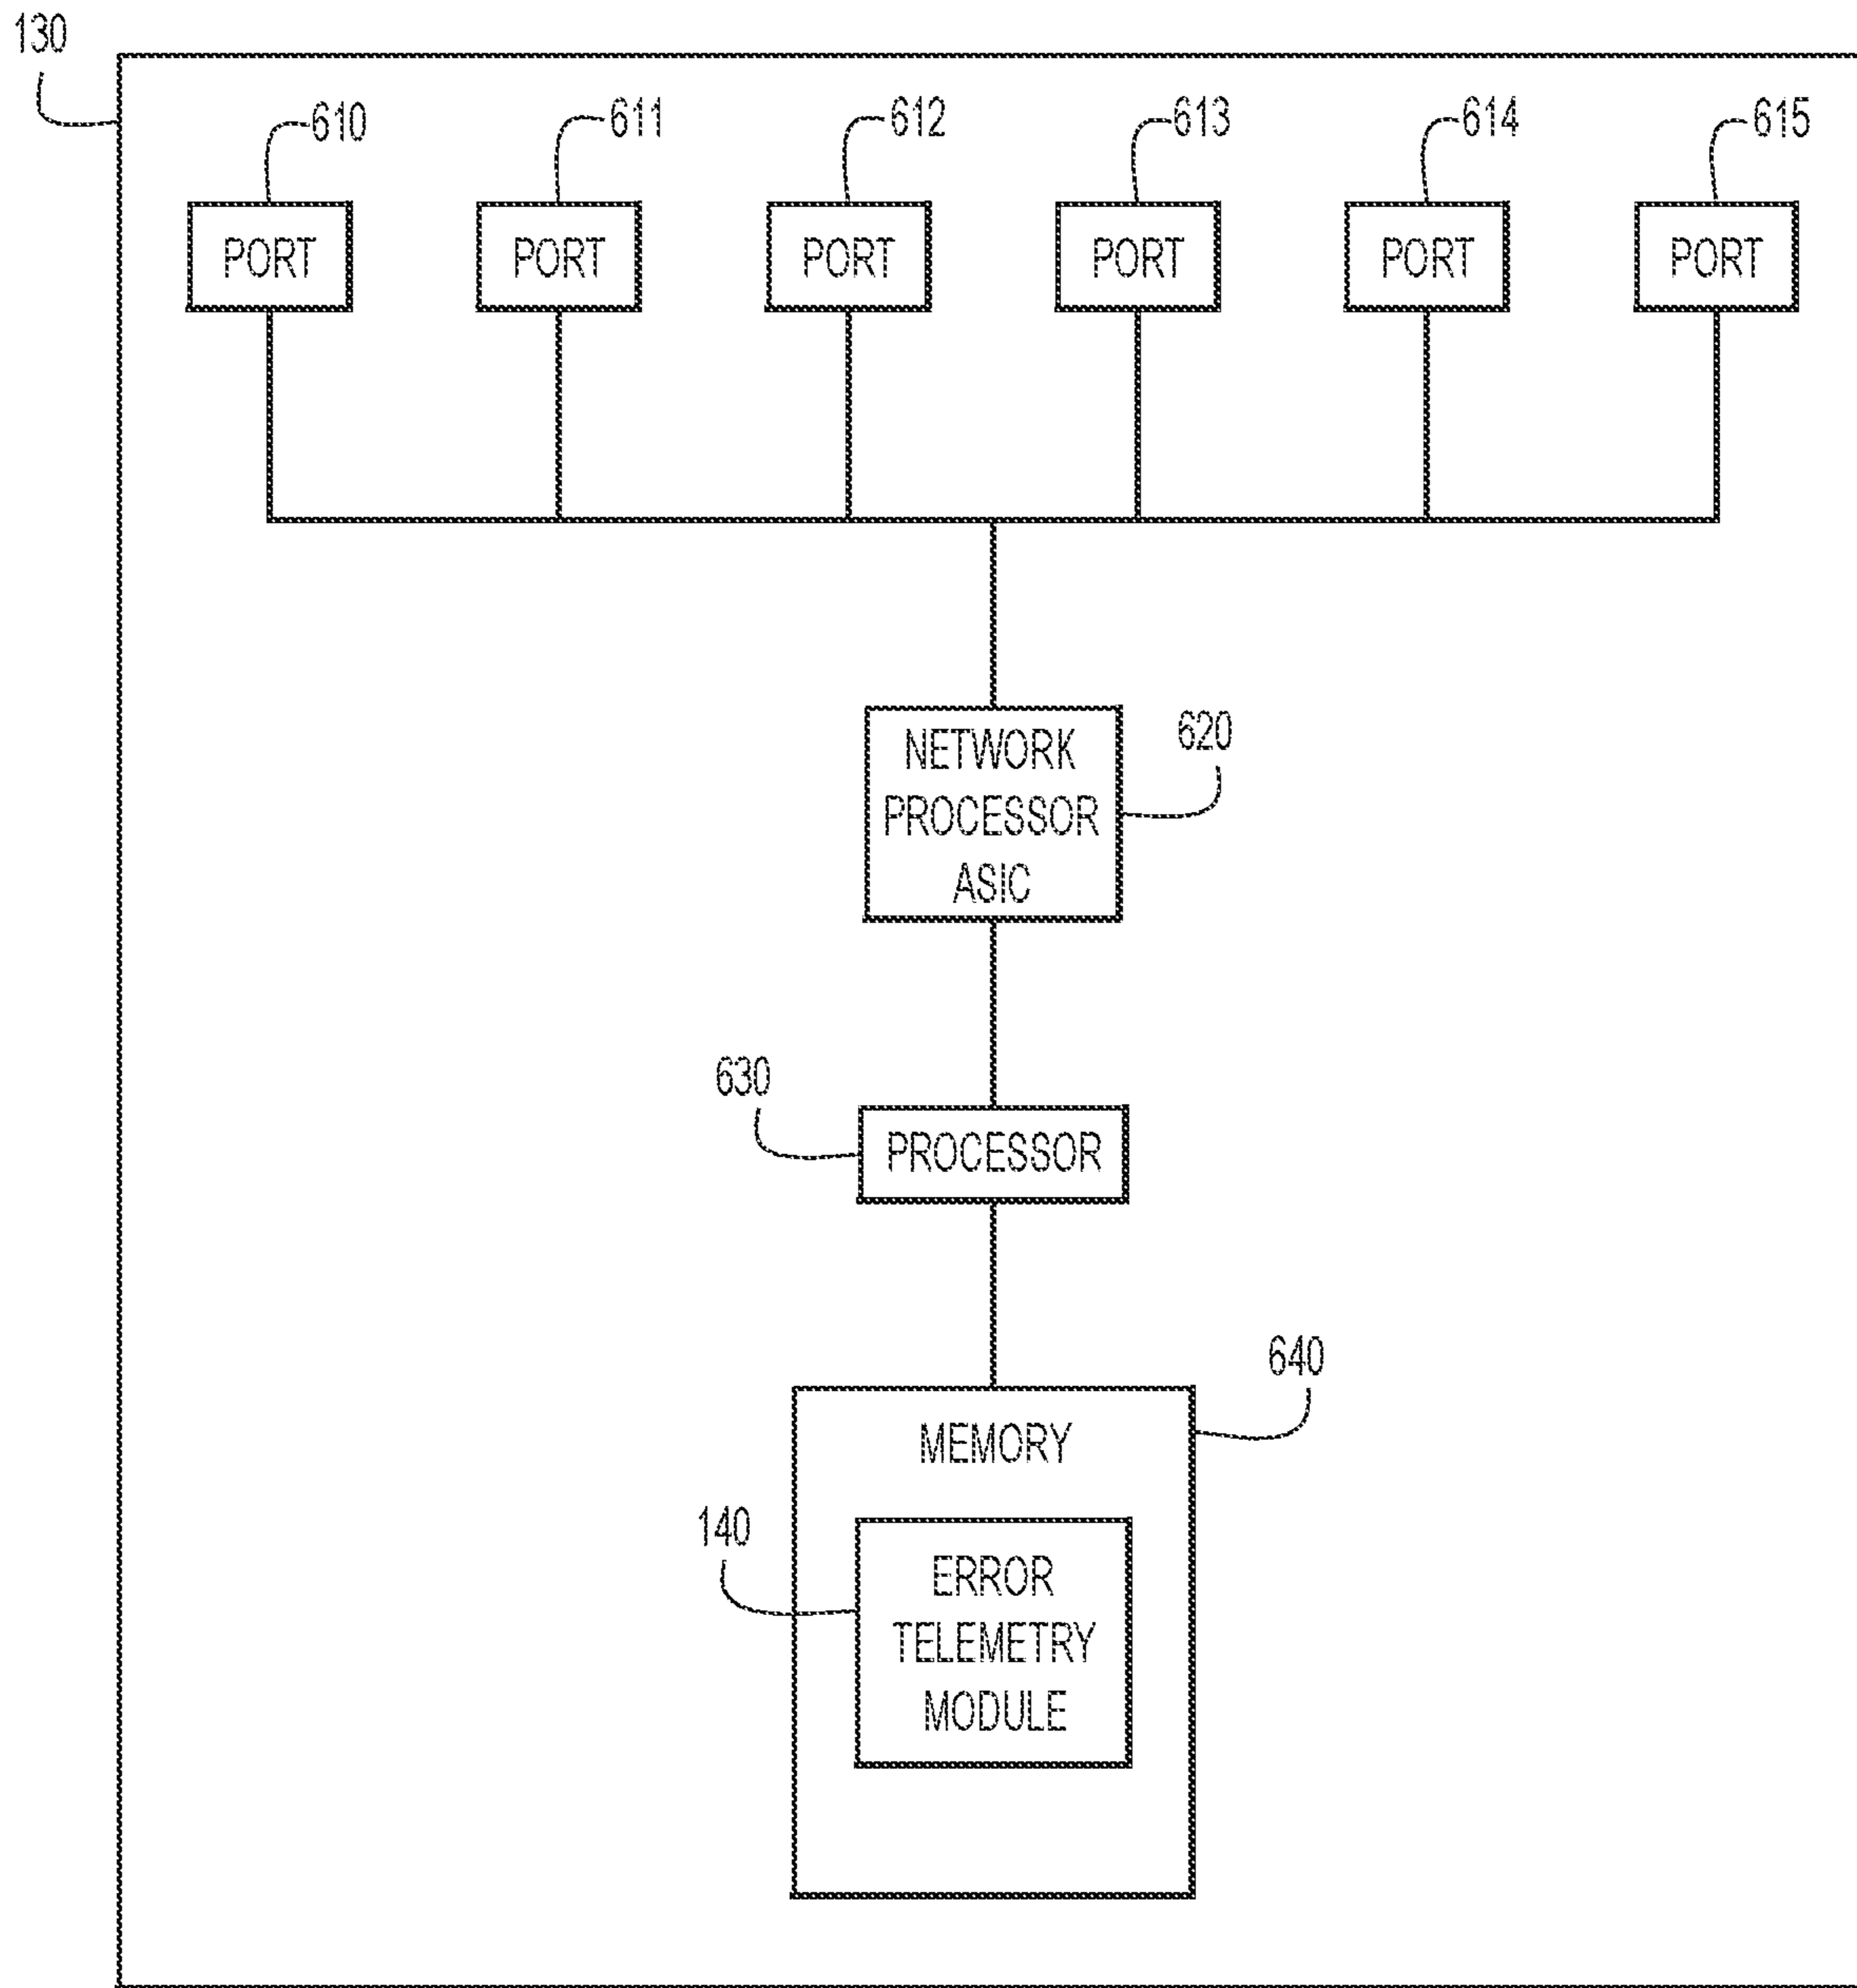 130
610 611 612 613 614 615
PORT PORT PORT PORT PORT PORT
620
NETWORK
PROCESSOR
ASIC
630
PROCESSOR
640
MEMORY
140
ERROR
TELEMETRY
MODULE